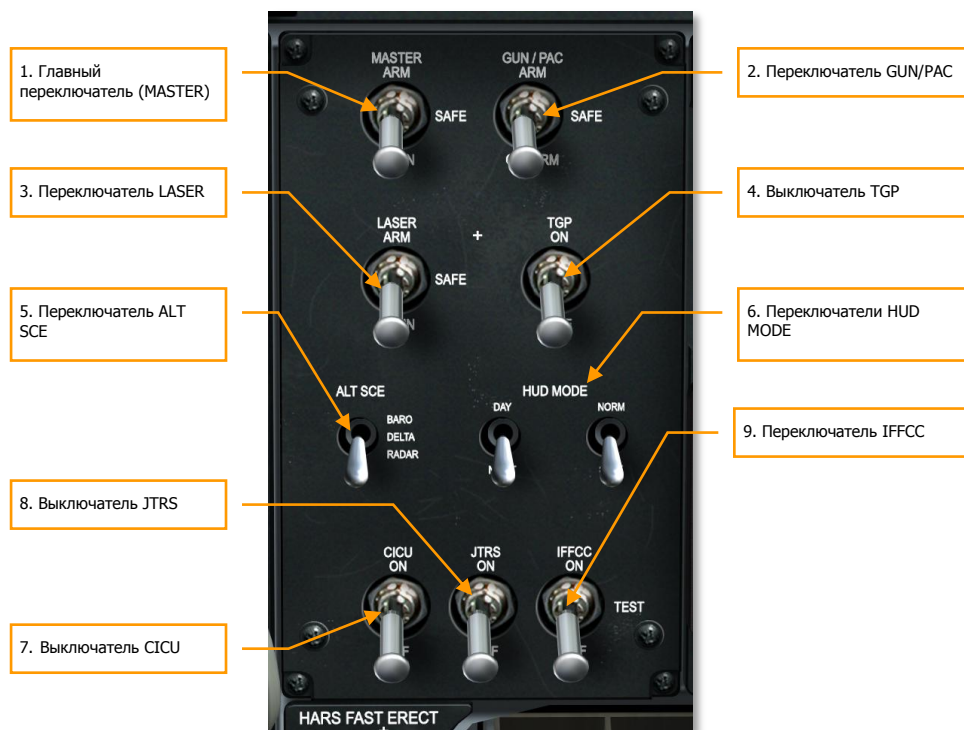 1. Главный
переключатель (MASTER)
2. Переключатель GUN/PAC
3. Переключатель LASER
4. Выключатель TGP
5. Переключатель ALT
SCE
6. Переключатели HUD
MODE
9. Переключатель IFFCC
8. Выключатель JTRS
7. Выключатель CICU
MASTER
ARM
SAFE
GUN / PAC
ARM
SAFE
LASER
ARM
SAFE
TGP
ON
ALT SCE
BARO
DELTA
RADAR
HUD MODE
DAY
NORM
CICU
ON
JTRS
ON
IFFCC
ON
TEST
HARS FAST ERECT